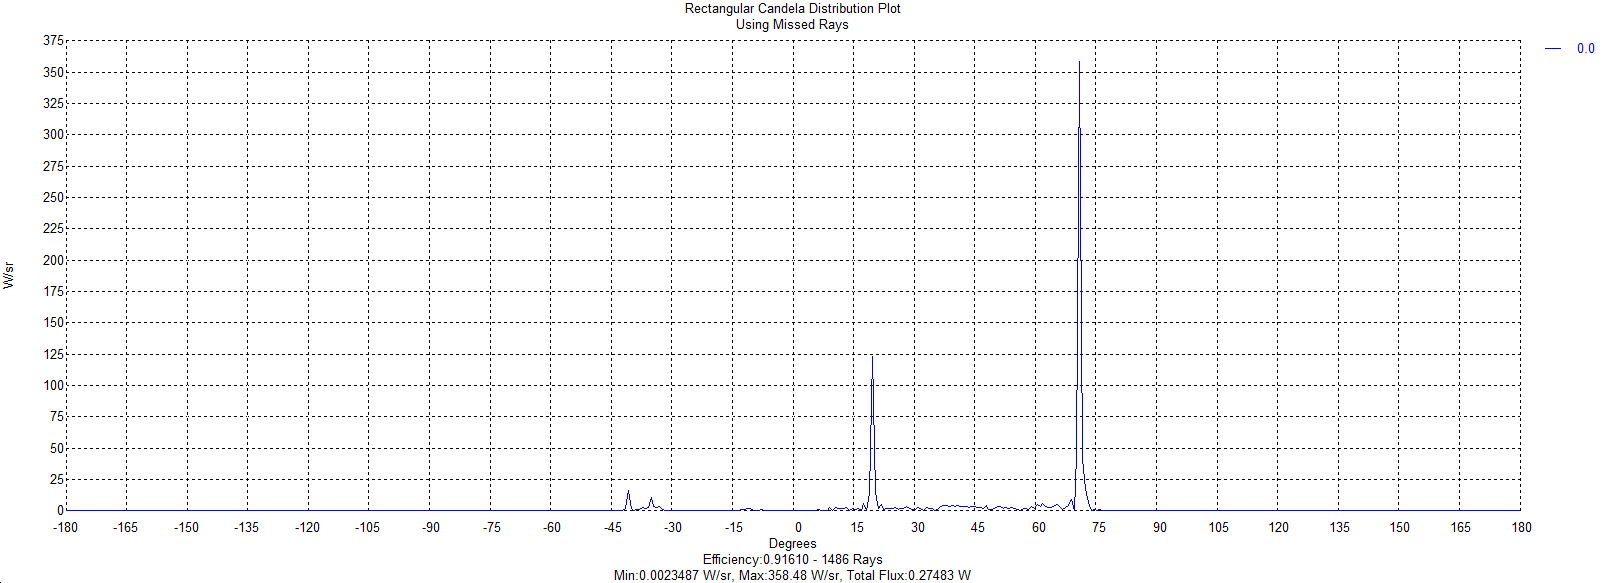 Rectangular Candela Distribution Plot
Using Missed Rays
0.0
375
350
325
300
275
250
225
200
175
150
125
100
75
50
25
0
W/sr
-180 -165 -150 -135 -120 -105 -90 -75 -60 -45 -30 -15 0 15 30 45 60 75 90 105 120 135 150 165 180
Degrees
Efficiency:0.91610 - 1486 Rays
Min:0.0023487 W/sr, Max:358.48 W/sr, Total Flux:0.27483 W